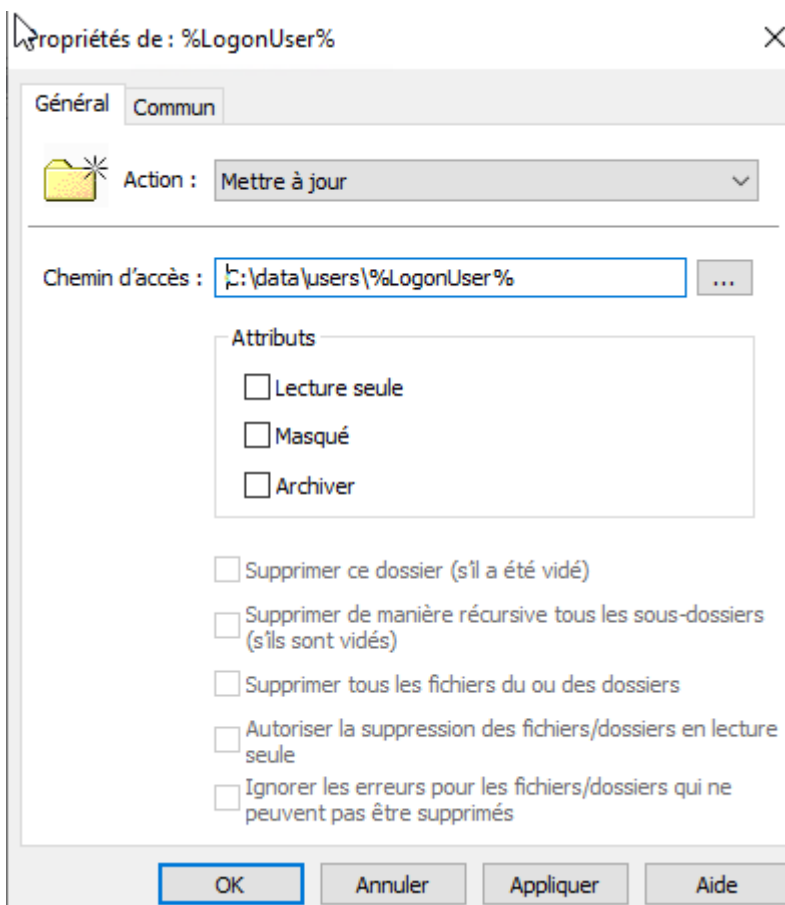 ropriétés de : %LogonUser%
Général Commun
Action : Mettre à jour
Chemin d'accès : C:\data\users\%LogonUser% ...
Attributs
Lecture seule
Masqué
Archiver
Supprimer ce dossier (s'il a été vidé)
Supprimer de manière récursive tous les sous-dossiers
(s'ils sont vidés)
Supprimer tous les fichiers du ou des dossiers
Autoriser la suppression des fichiers/dossiers en lecture
seule
Ignorer les erreurs pour les fichiers/dossiers qui ne
peuvent pas être supprimés
OK Annuler Appliquer Aide